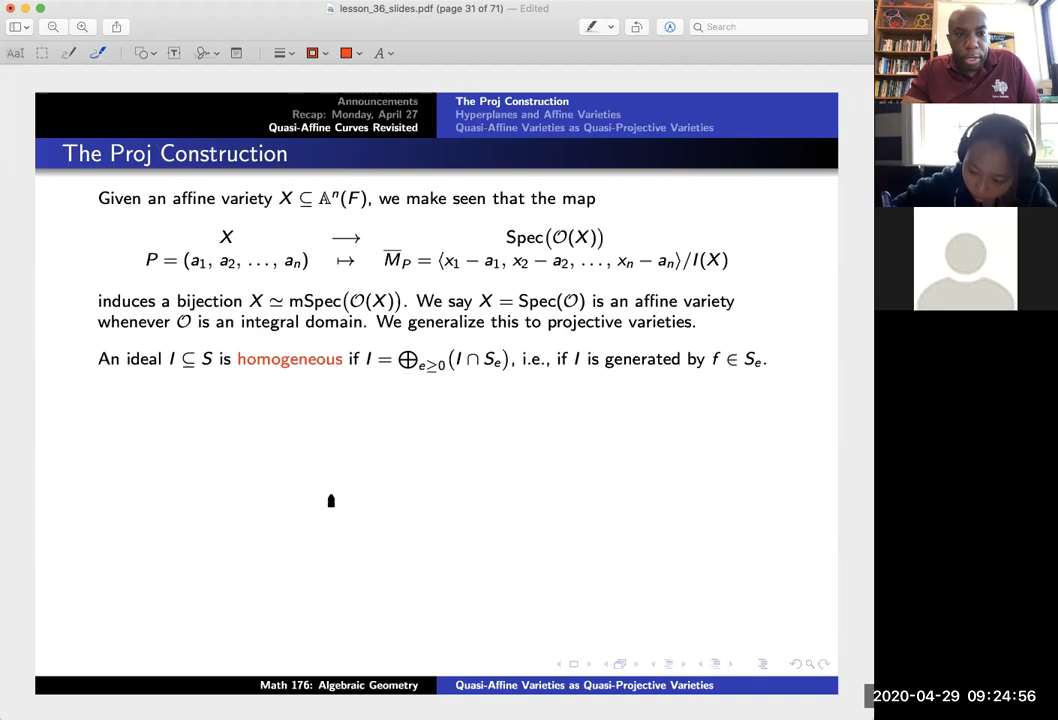 lesson_36_slides.pdf (page 31 of 71) — Edited
Search
Announcements
Recap: Monday, April 27
Quasi-Affine Curves Revisited
The Proj Construction
Hyperplanes and Affine Varieties
Quasi-Affine Varieties as Quasi-Projective Varieties
The Proj Construction
Given an affine variety X ⊆ 𝔸ⁿ(F), we make seen that the map
X ⟶ Spec(𝒪(X))
P = (a₁, a₂, ..., aₙ) ↦ M̄_P = ⟨x₁ − a₁, x₂ − a₂, ..., xₙ − aₙ⟩/I(X)
induces a bijection X ≃ mSpec(𝒪(X)). We say X = Spec(𝒪) is an affine variety
whenever 𝒪 is an integral domain. We generalize this to projective varieties.
An ideal I ⊆ S is homogeneous if I = ⊕_{e≥0}(I ∩ S_e), i.e., if I is generated by f ∈ S_e.
Math 176: Algebraic Geometry
Quasi-Affine Varieties as Quasi-Projective Varieties
2020-04-29 09:24:56